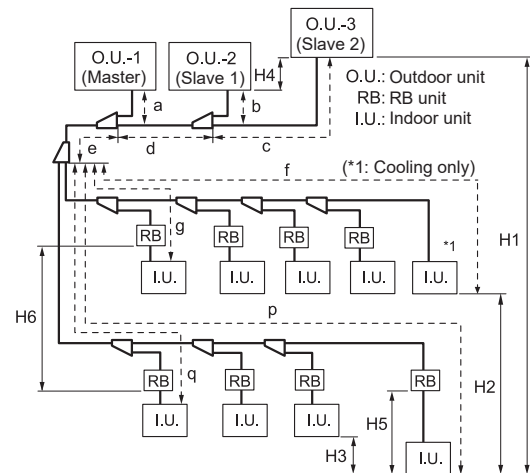 O.U.-1
(Master)
O.U.-2
(Slave 1)
O.U.-3
(Slave 2)
H4
O.U.: Outdoor unit
RB: RB unit
I.U.: Indoor unit
a
b
e
d
c
f
(*1: Cooling only)
H1
g
RB
RB
RB
RB
*1
I.U.
I.U.
I.U.
I.U.
I.U.
H6
p
H2
q
RB
RB
RB
RB
H5
I.U.
I.U.
I.U.
H3
I.U.